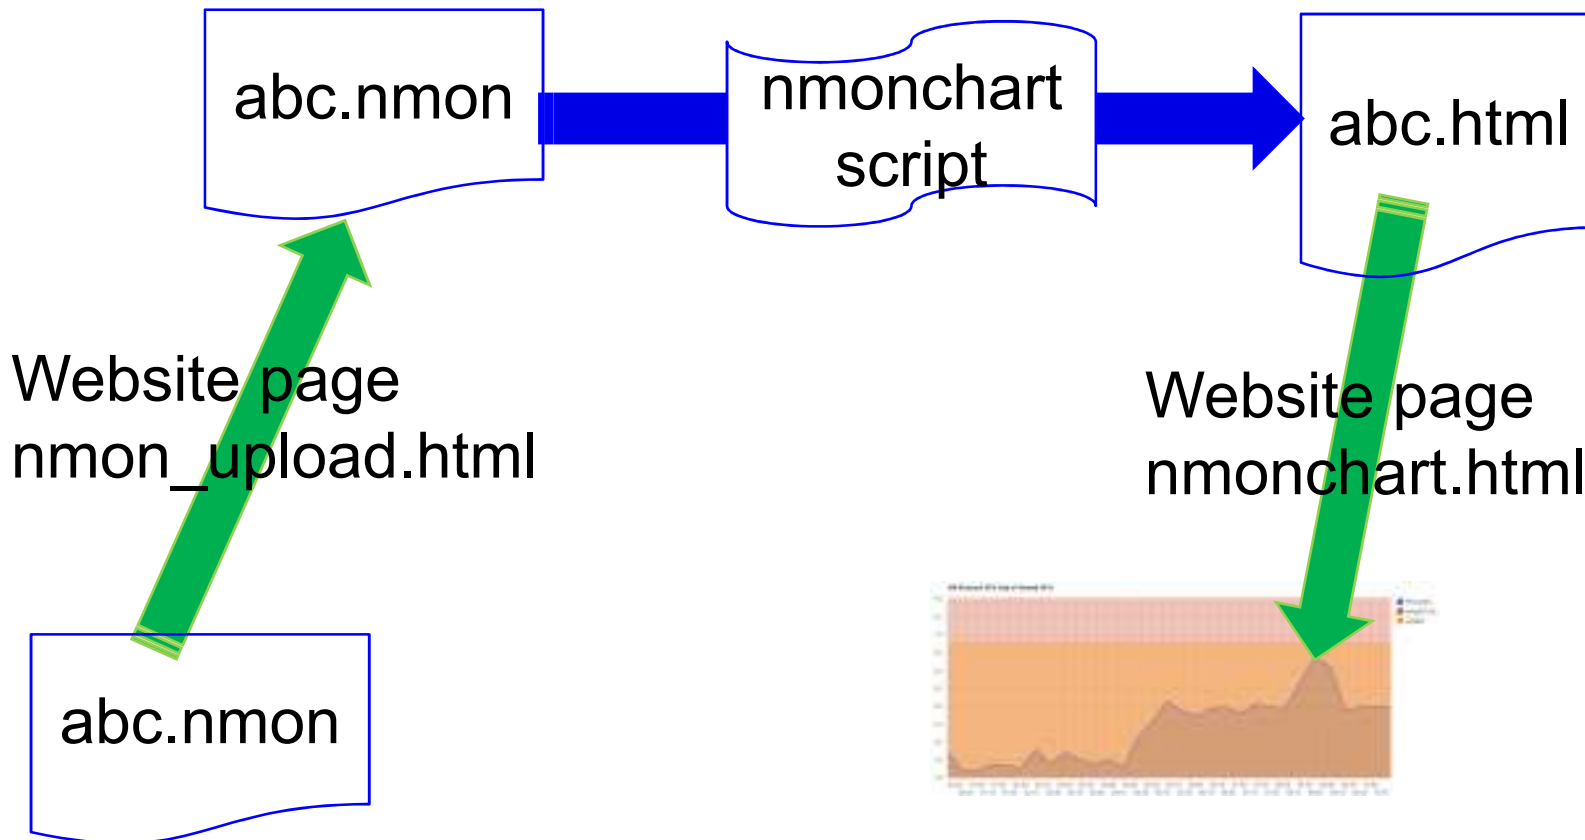 abc.nmon
nmonchart
script
abc.html
Website page
nmon_upload.html
Website page
nmonchart.html
abc.nmon